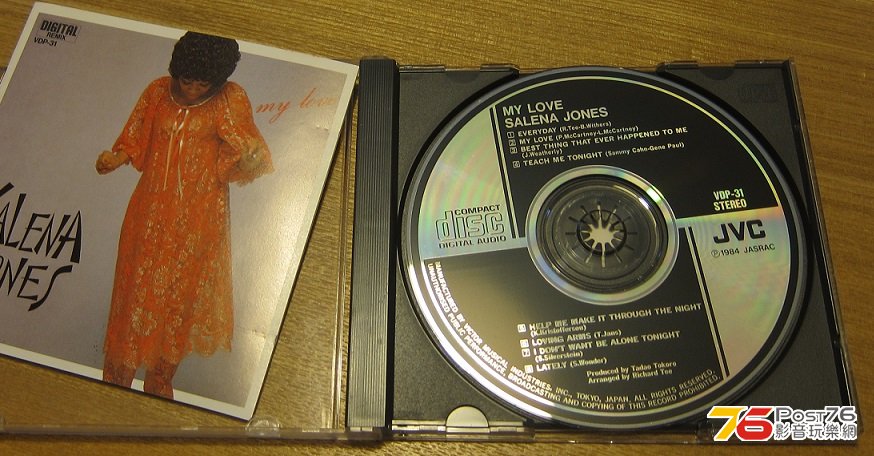 DIGITAL
REMIX
VDP-31
my love
SALENA
JONES
MY LOVE
SALENA JONES
1 EVERYDAY (R.Tee-B.Withers)
2 MY LOVE (P.McCartney-L.McCartney)
3 BEST THING THAT EVER HAPPENED TO ME
(J.Weatherly)
4 TEACH ME TONIGHT (Sammy Cahn-Gene Paul)
VDP-31
STEREO
COMPACT
disc
DIGITAL AUDIO
JVC
Ⓟ1984 JASRAC
5 HELP ME MAKE IT THROUGH THE NIGHT
(K.Kristofferson)
6 LOVING ARMS (T.Jans)
7 I DON'T WANT BE ALONE TONIGHT
(S.Silverstein)
8 LATELY (S.Wonder)
Produced by Tadao Tokoro
Arranged by Richard Tee
MANUFACTURED BY VICTOR MUSICAL INDUSTRIES, INC., TOKYO, JAPAN. ALL RIGHTS RESERVED.
UNAUTHORISED PUBLIC PERFORMANCE, BROADCASTING AND COPYING OF THIS RECORD PROHIBITED.
76 POST76
影音玩樂網